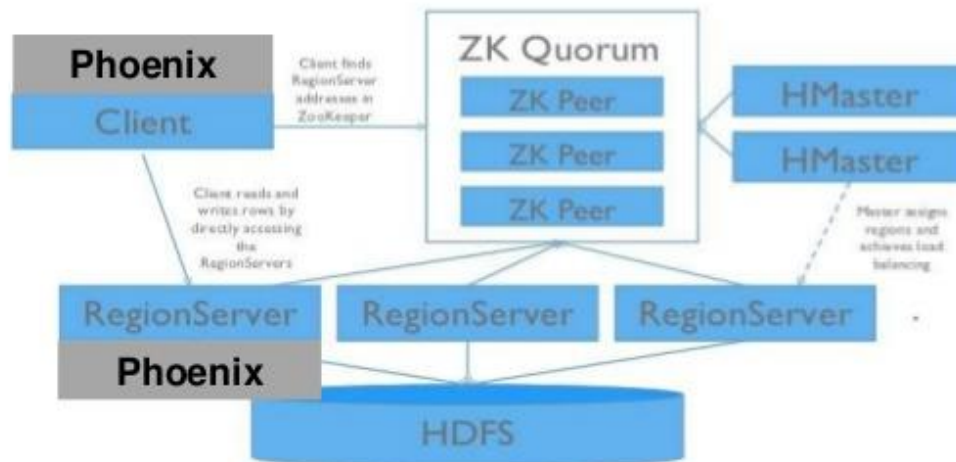 Phoenix
Client
Client finds
RegionServer
addresses in
ZooKeeper
ZK Quorum
ZK Peer
ZK Peer
ZK Peer
HMaster
HMaster
Client reads and
writes rows by
directly accessing
the
RegionServers
Master assigns
regions and
achieves load
balancing
RegionServer
RegionServer
RegionServer
Phoenix
HDFS